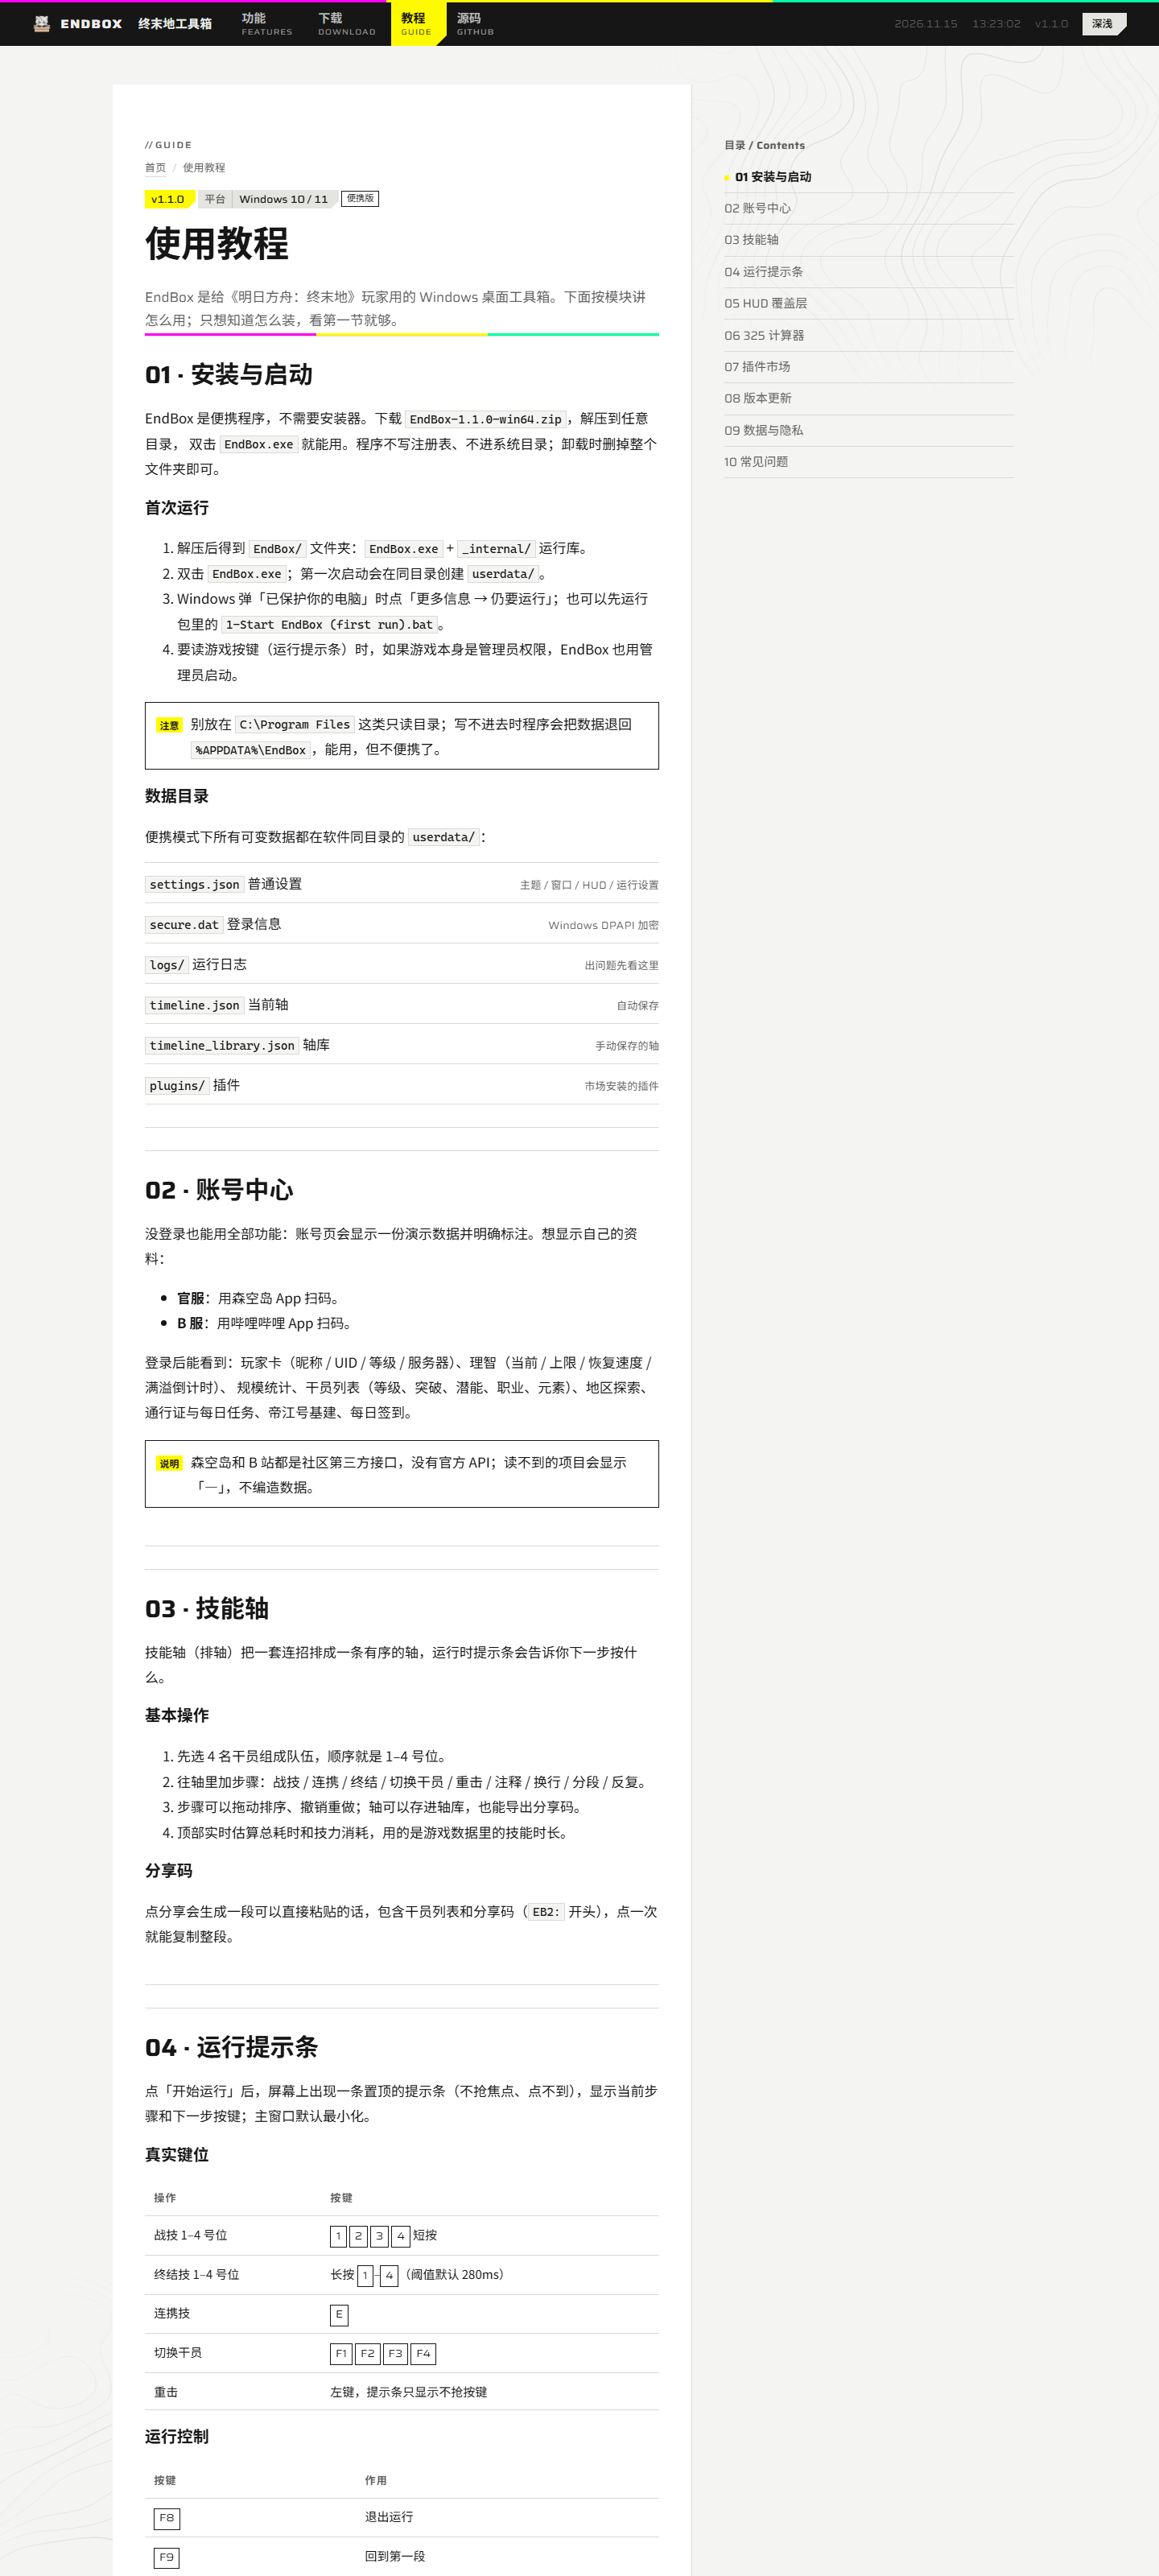 ENDBOX 终末地工具箱
功能
FEATURES
下载
DOWNLOAD
教程
GUIDE
源码
GITHUB
2026.11.15 13:23:02 v1.1.0 深浅
// GUIDE
首页 / 使用教程
v1.1.0 平台 Windows 10 / 11 便携版
使用教程
EndBox 是给《明日方舟：终末地》玩家用的 Windows 桌面工具箱。下面按模块讲
怎么用；只想知道怎么装，看第一节就够。
01 · 安装与启动
EndBox 是便携程序，不需要安装器。下载 EndBox-1.1.0-win64.zip，解压到任意
目录， 双击 EndBox.exe 就能用。程序不写注册表、不进系统目录；卸载时删掉整个
文件夹即可。
首次运行
1. 解压后得到 EndBox/ 文件夹：EndBox.exe + _internal/ 运行库。
2. 双击 EndBox.exe；第一次启动会在同目录创建 userdata/。
3. Windows 弹「已保护你的电脑」时点「更多信息 → 仍要运行」；也可以先运行
包里的 1-Start EndBox (first run).bat。
4. 要读游戏按键（运行提示条）时，如果游戏本身是管理员权限，EndBox 也用管
理员启动。
注意 别放在 C:\Program Files 这类只读目录；写不进去时程序会把数据退回
%APPDATA%\EndBox，能用，但不便携了。
数据目录
便携模式下所有可变数据都在软件同目录的 userdata/：
settings.json 普通设置 主题 / 窗口 / HUD / 运行设置
secure.dat 登录信息 Windows DPAPI 加密
logs/ 运行日志 出问题先看这里
timeline.json 当前轴 自动保存
timeline_library.json 轴库 手动保存的轴
plugins/ 插件 市场安装的插件
02 · 账号中心
没登录也能用全部功能：账号页会显示一份演示数据并明确标注。想显示自己的资
料：
官服：用森空岛 App 扫码。
B 服：用哔哩哔哩 App 扫码。
登录后能看到：玩家卡（昵称 / UID / 等级 / 服务器）、理智（当前 / 上限 / 恢复速度 /
满溢倒计时）、 规模统计、干员列表（等级、突破、潜能、职业、元素）、地区探索、
通行证与每日任务、帝江号基建、每日签到。
说明 森空岛和 B 站都是社区第三方接口，没有官方 API；读不到的项目会显示
「—」，不编造数据。
03 · 技能轴
技能轴（排轴）把一套连招排成一条有序的轴，运行时提示条会告诉你下一步按什
么。
基本操作
1. 先选 4 名干员组成队伍，顺序就是 1–4 号位。
2. 往轴里加步骤：战技 / 连携 / 终结 / 切换干员 / 重击 / 注释 / 换行 / 分段 / 反复。
3. 步骤可以拖动排序、撤销重做；轴可以存进轴库，也能导出分享码。
4. 顶部实时估算总耗时和技力消耗，用的是游戏数据里的技能时长。
分享码
点分享会生成一段可以直接粘贴的话，包含干员列表和分享码（EB2: 开头），点一次
就能复制整段。
04 · 运行提示条
点「开始运行」后，屏幕上出现一条置顶的提示条（不抢焦点、点不到），显示当前步
骤和下一步按键；主窗口默认最小化。
真实键位
操作 按键
战技 1–4 号位 1 2 3 4 短按
终结技 1–4 号位 长按 1–4（阈值默认 280ms）
连携技 E
切换干员 F1 F2 F3 F4
重击 左键，提示条只显示不抢按键
运行控制
按键 作用
F8 退出运行
F9 回到第一段
目录 / Contents
01 安装与启动
02 账号中心
03 技能轴
04 运行提示条
05 HUD 覆盖层
06 325 计算器
07 插件市场
08 版本更新
09 数据与隐私
10 常见问题